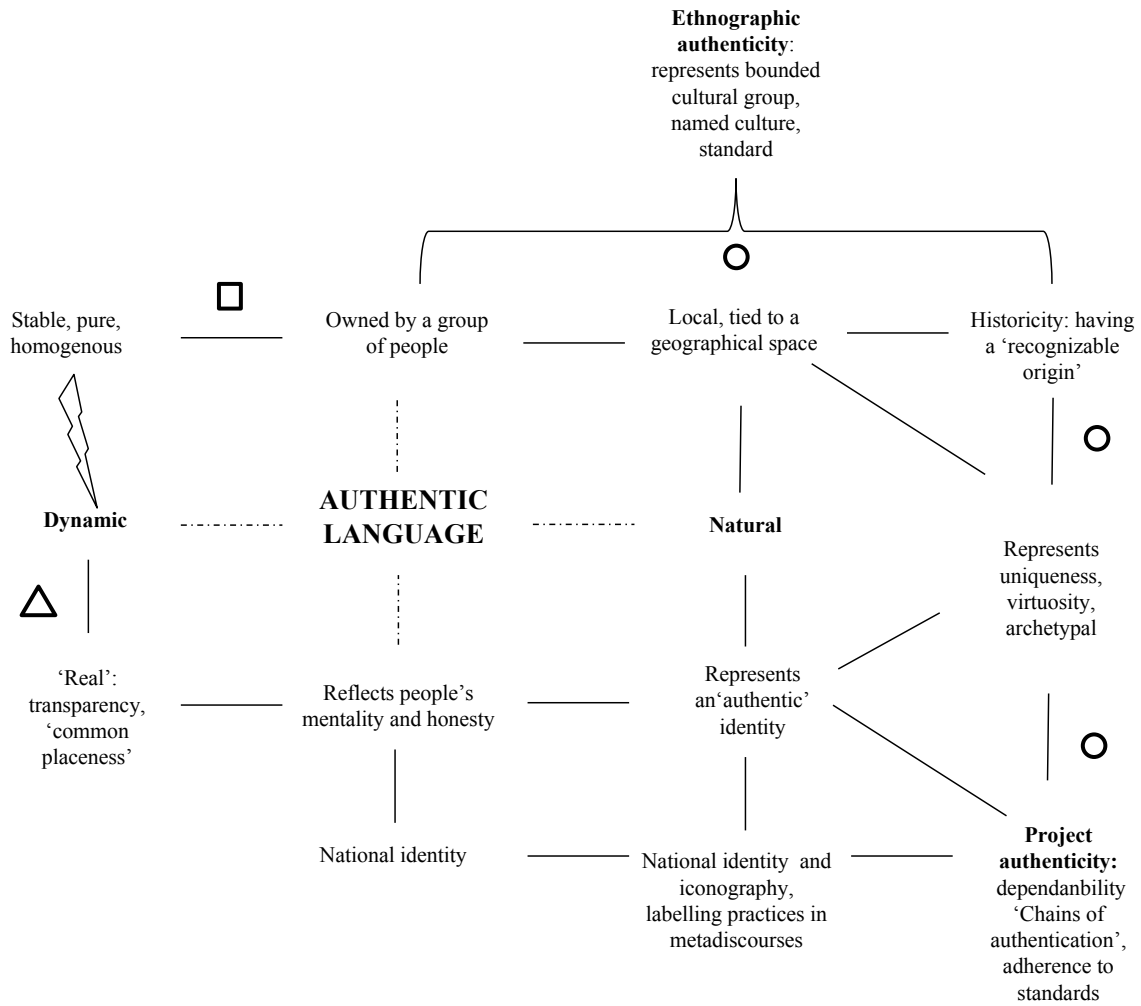 Ethnographic
authenticity:
represents bounded
cultural group,
named culture,
standard
Stable, pure,
homogenous
Owned by a group
of people
Local, tied to a
geographical space
Historicity: having
a ‘recognizable
origin’
Dynamic
AUTHENTIC
LANGUAGE
Natural
Represents
uniqueness,
virtuosity,
archetypal
‘Real’:
transparency,
‘common
placeness’
Reflects people’s
mentality and honesty
Represents
an‘authentic’
identity
National identity
National identity and
iconography,
labelling practices in
metadiscourses
Project
authenticity:
dependanbility
‘Chains of
authentication’,
adherence to
standards